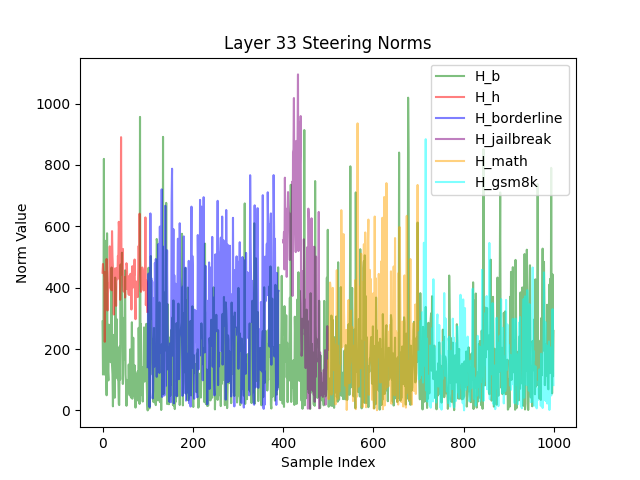 Layer 33 Steering Norms
H_b
H_h
H_borderline
H_jailbreak
H_math
H_gsm8k
Norm Value
1000
800
600
400
200
0
0 200 400 600 800 1000
Sample Index